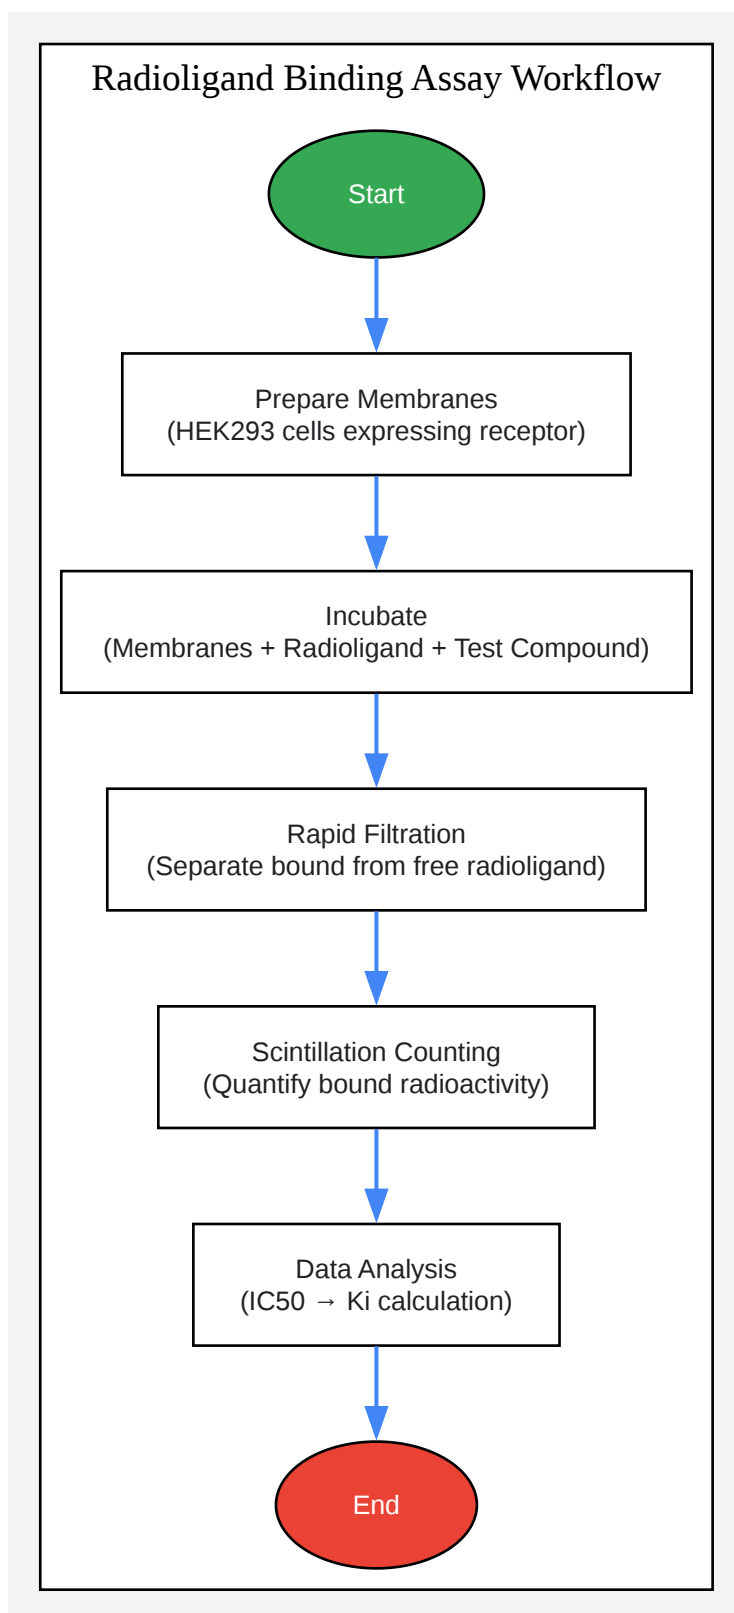 Radioligand Binding Assay Workflow
Start
Prepare Membranes
(HEK293 cells expressing receptor)
Incubate
(Membranes + Radioligand + Test Compound)
Rapid Filtration
(Separate bound from free radioligand)
Scintillation Counting
(Quantify bound radioactivity)
Data Analysis
(IC50 → Ki calculation)
End